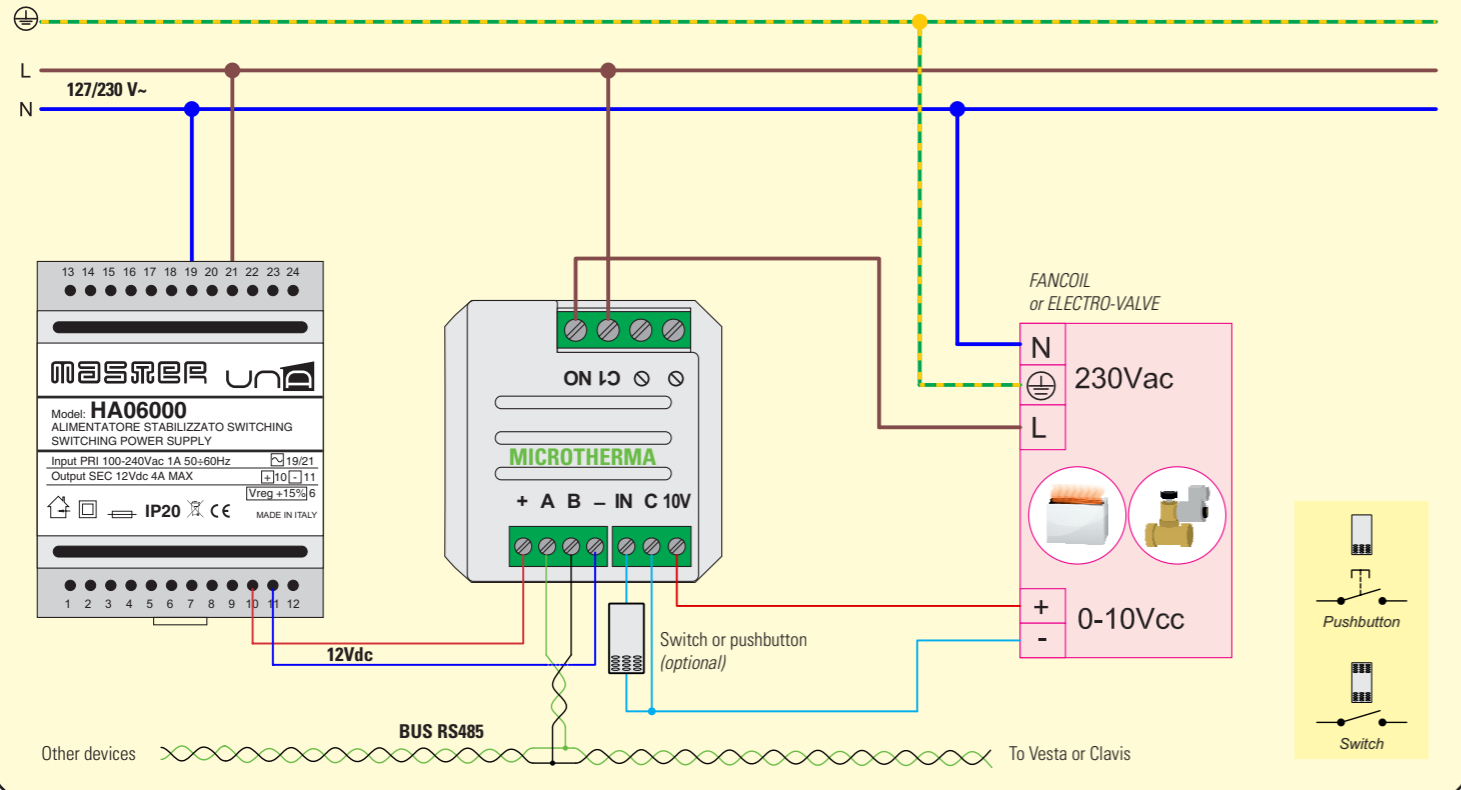 L
127/230 V~
N
13 14 15 16 17 18 19 20 21 22 23 24
MASTER UNA
Model: HA06000
ALIMENTATORE STABILIZZATO SWITCHING
SWITCHING POWER SUPPLY
Input PRI 100-240Vac 1A 50÷60Hz 19/21
Output SEC 12Vdc 4A MAX + 10 - 11
Vreg +15% 6
IP20 CE MADE IN ITALY
1 2 3 4 5 6 7 8 9 10 11 12
12Vdc
NO C1
MICROTHERMA
+ A B – IN C 10V
Switch or pushbutton
(optional)
FANCOIL
or ELECTRO-VALVE
N
230Vac
L
+
0-10Vcc
-
Pushbutton
Switch
BUS RS485
Other devices
To Vesta or Clavis